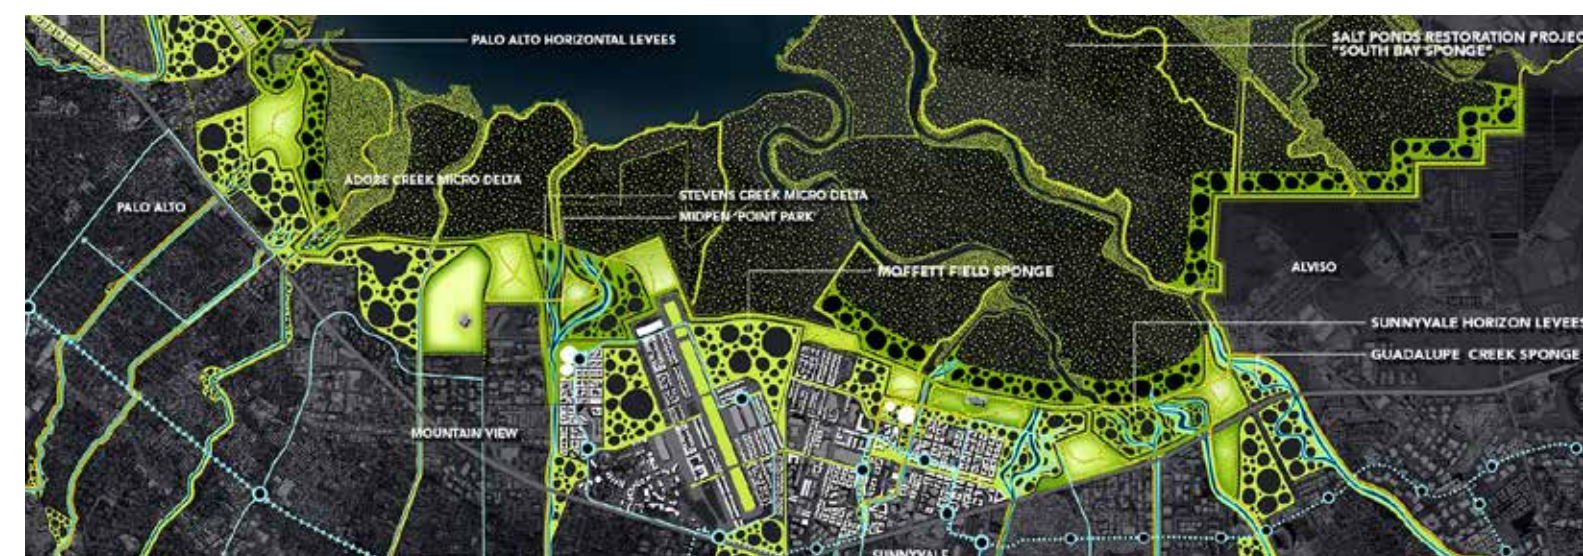 PALO ALTO HORIZONTAL LEVEES
SALT PONDS RESTORATION PROJEC
"SOUTH BAY SPONGE"
ADOBE CREEK MICRO DELTA
STEVENS CREEK MICRO DELTA
PALO ALTO
MIDPEN 'POINT PARK'
ALVISO
MOFFETT FIELD SPONGE
SUNNYVALE HORIZON LEVEES
GUADALUPE CREEK SPONGE
MOUNTAIN VIEW
SUNNYVALE